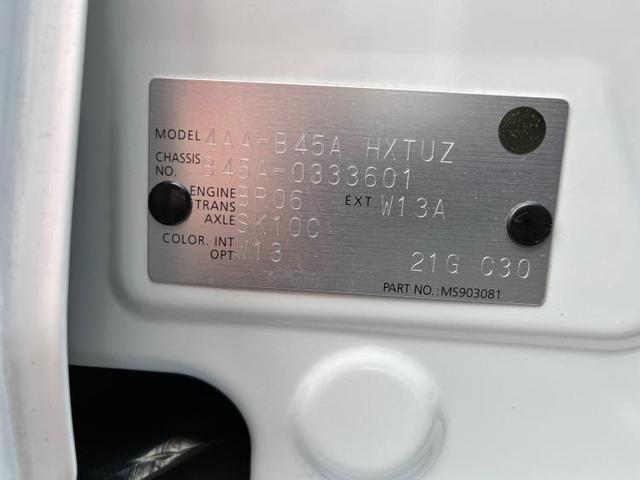 MODEL 4AA-B45A HXTUZ
CHASSIS NO. B45A-0333601
ENGINE BR06 EXT W13A
TRANS AXLE SK10C
COLOR. INT
OPT W13 21G C30
PART NO.:MS903081